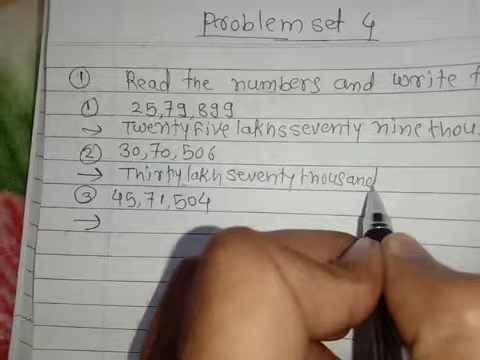 Problem set 4
① Read the numbers and write
① 25,79,899
→ Twenty five lakhs seventy nine thou
② 30,70,506
→ Thirty lakh seventy thousand
③ 45,71,504
→